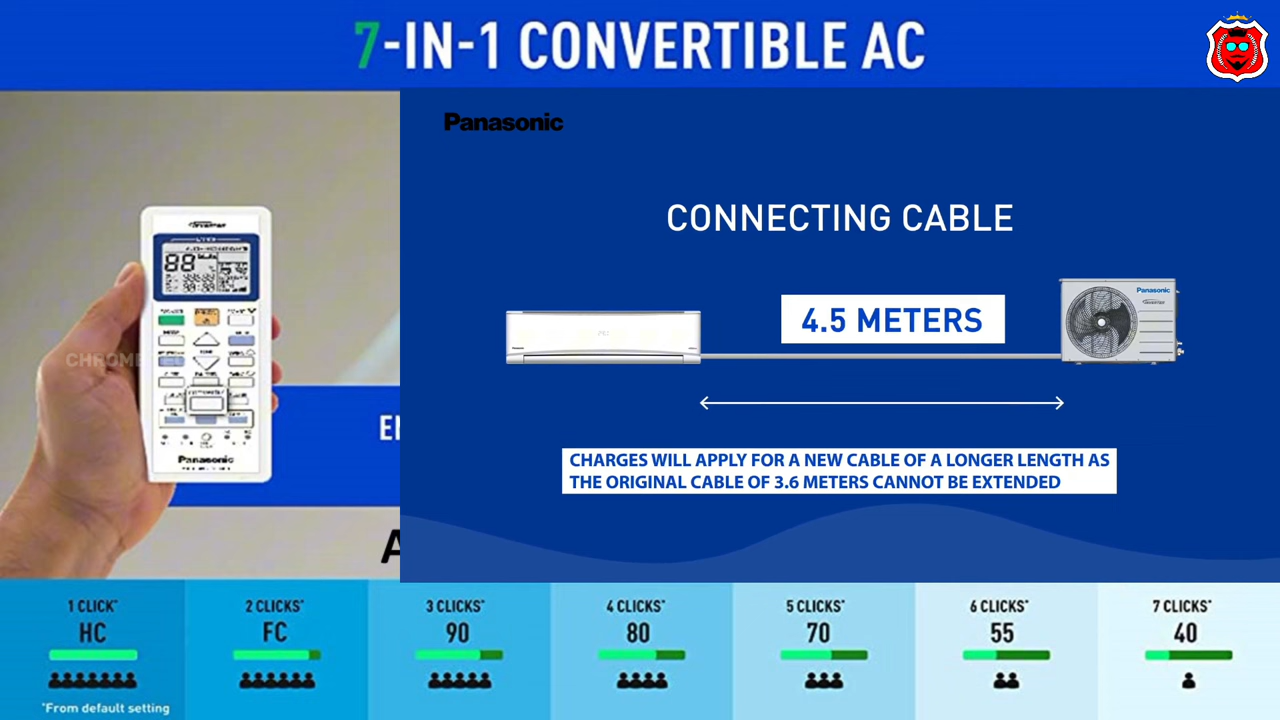 7-IN-1 CONVERTIBLE AC
Panasonic
CONNECTING CABLE
4.5 METERS
Panasonic
INVERTER
CHARGES WILL APPLY FOR A NEW CABLE OF A LONGER LENGTH AS
THE ORIGINAL CABLE OF 3.6 METERS CANNOT BE EXTENDED
Inverter
88
CHROME
Panasonic
1 CLICK*
HC
2 CLICKS*
FC
3 CLICKS*
90
4 CLICKS*
80
5 CLICKS*
70
6 CLICKS*
55
7 CLICKS*
40
*From default setting